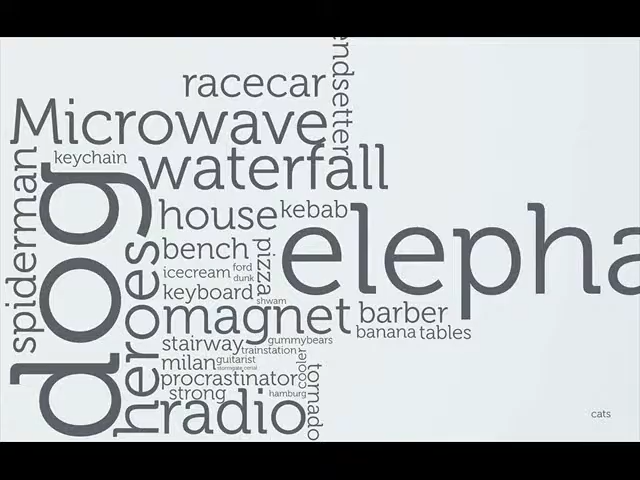 endsetter
racecar
Microwave
keychain
waterfall
spiderman
dog
house
kebab
elepha
bench
pizza
icecream
ford
dunk
heroes
keyboard
shwam
magnet
barber
banana
tables
stairway
gummybears
trainstation
milan
guitarist
cooler
procrastinator
strong
hamburg
tornado
radio
cats